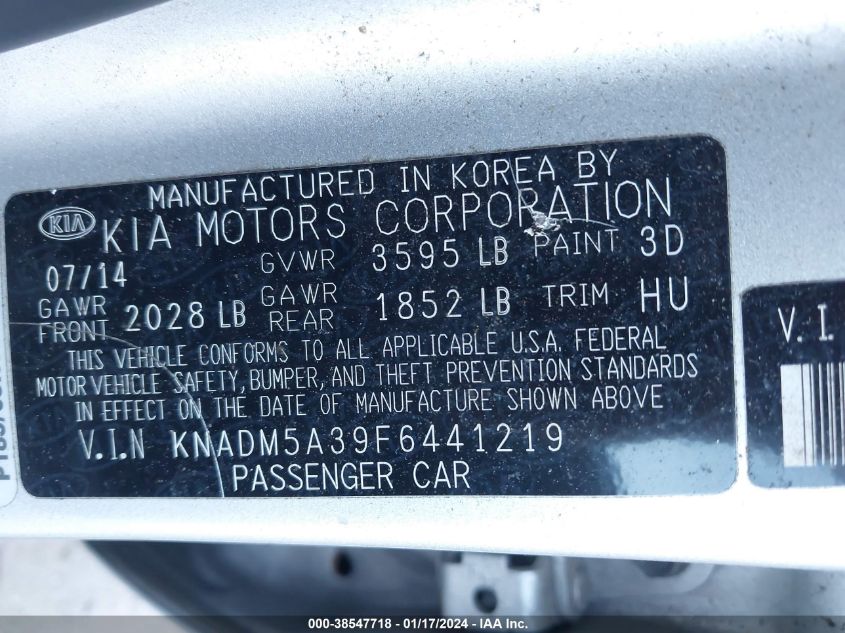 MANUFACTURED IN KOREA BY
KIA KIA MOTORS CORPORATION
07/14 GVWR 3595 LB PAINT 3D
GAWR FRONT 2028 LB GAWR REAR 1852 LB TRIM HU
THIS VEHICLE CONFORMS TO ALL APPLICABLE U.S.A. FEDERAL
MOTOR VEHICLE SAFETY, BUMPER, AND THEFT PREVENTION STANDARDS
IN EFFECT ON THE DATE OF MANUFACTURE SHOWN ABOVE
V.I.N KNADM5A39F6441219
PASSENGER CAR
V. I.
000-38547718 - 01/17/2024 - IAAI.COM